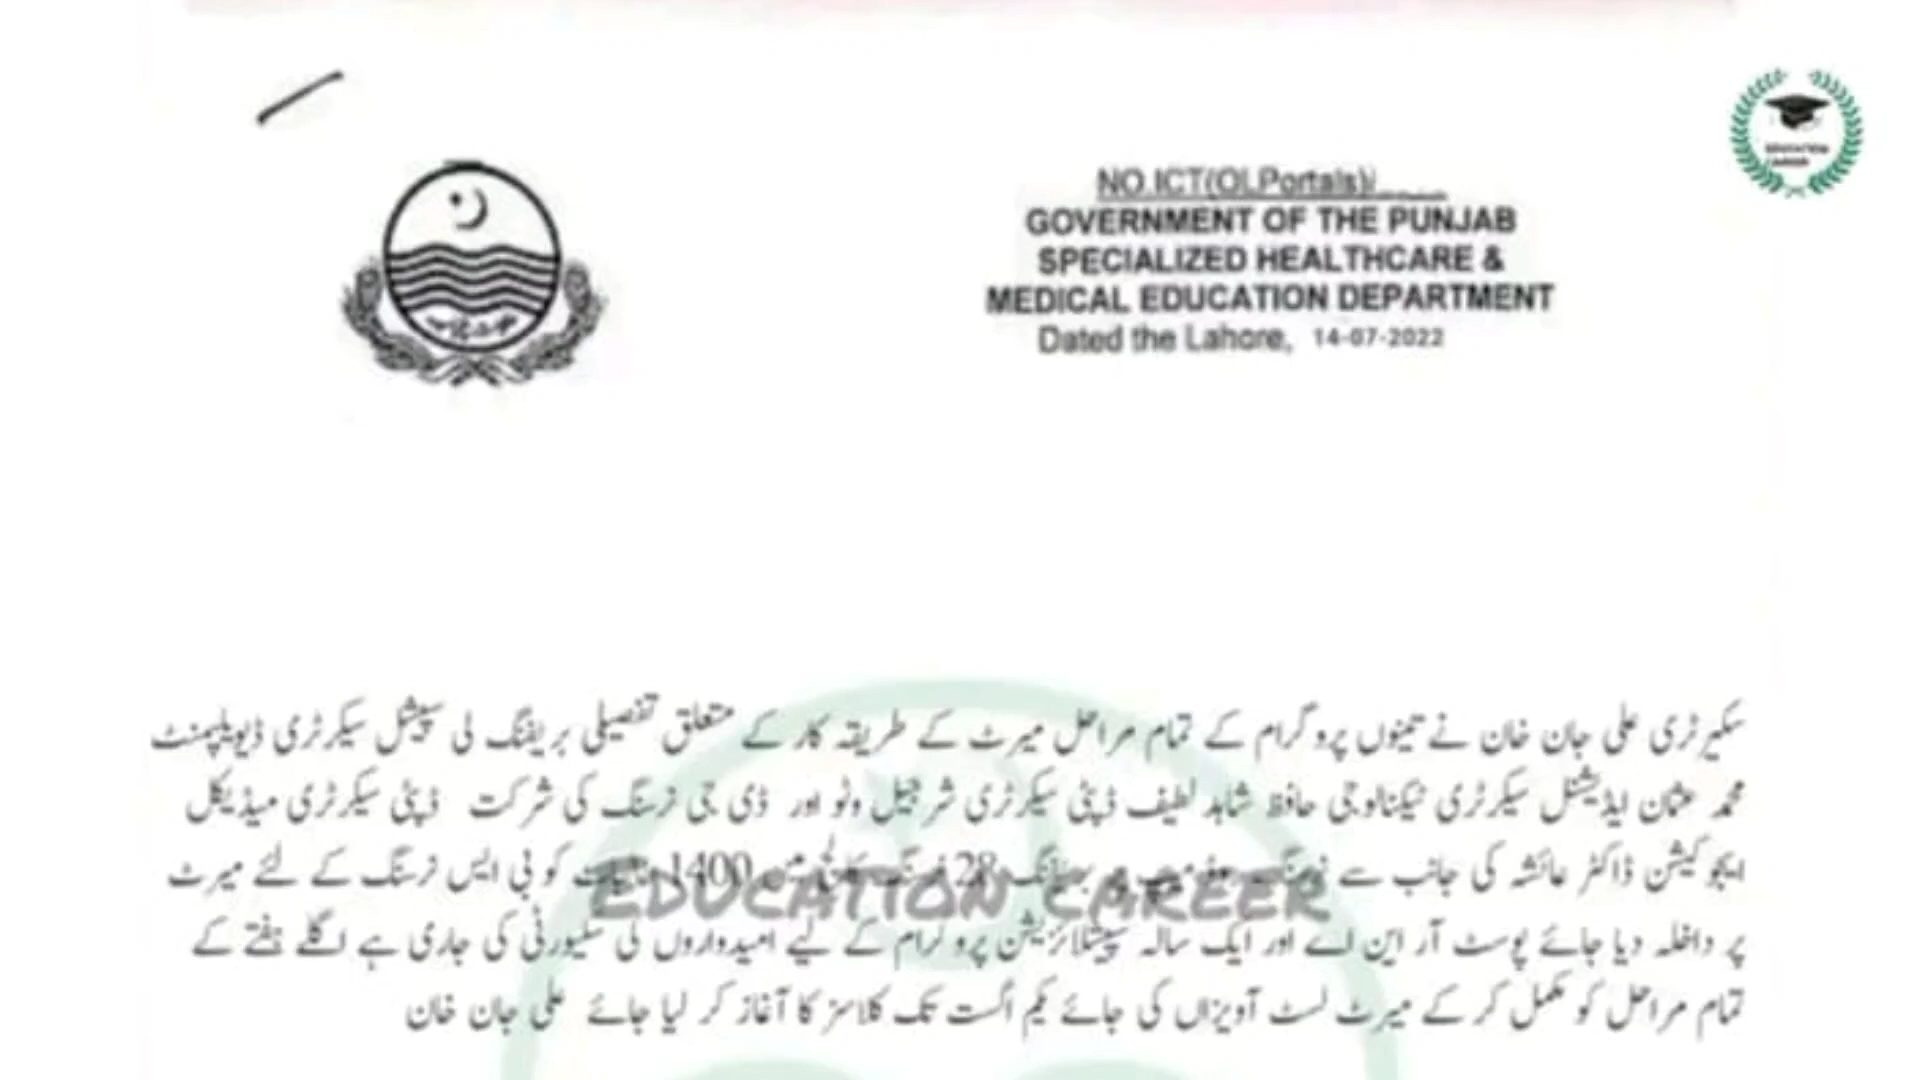 NO.ICT(OI.Portals)/
GOVERNMENT OF THE PUNJAB
SPECIALIZED HEALTHCARE &
MEDICAL EDUCATION DEPARTMENT
Dated the Lahore, 14-07-2022
سکیرٹری علی جان خان نے تینوں پروگرام کے تمام مراحل میرٹ کے طریقہ کار کے متعلق تفصیلی بریفنگ لی سپیشل سیکرٹری ڈیویلپمنٹ
محمد عثمان ایڈیشنل سیکرٹری ٹیکنالوجی حافظ شاہد لطیف ڈپٹی سیکرٹری شرجیل وٹو اور ڈی جی نرسنگ کی شرکت ڈپٹی سیکرٹری میڈیکل
ایجوکیشن ڈاکٹر عائشہ کی جانب سے 28 1400 کو بی ایس نرسنگ کے لئے میرٹ
EDUCATION CAREER
پر داخلہ دیا جائے پوسٹ آر این اے اور ایک سالہ سپیشلائزیشن پروگرام کے لیے امیدواروں کی سکیورٹی کی جاری ہے اگلے ہفتے کے
تمام مراحل کو مکمل کر کے میرٹ لسٹ آویزاں کی جائے یکم اگست تک کلاسز کا آغاز کر لیا جائے علی جان خان